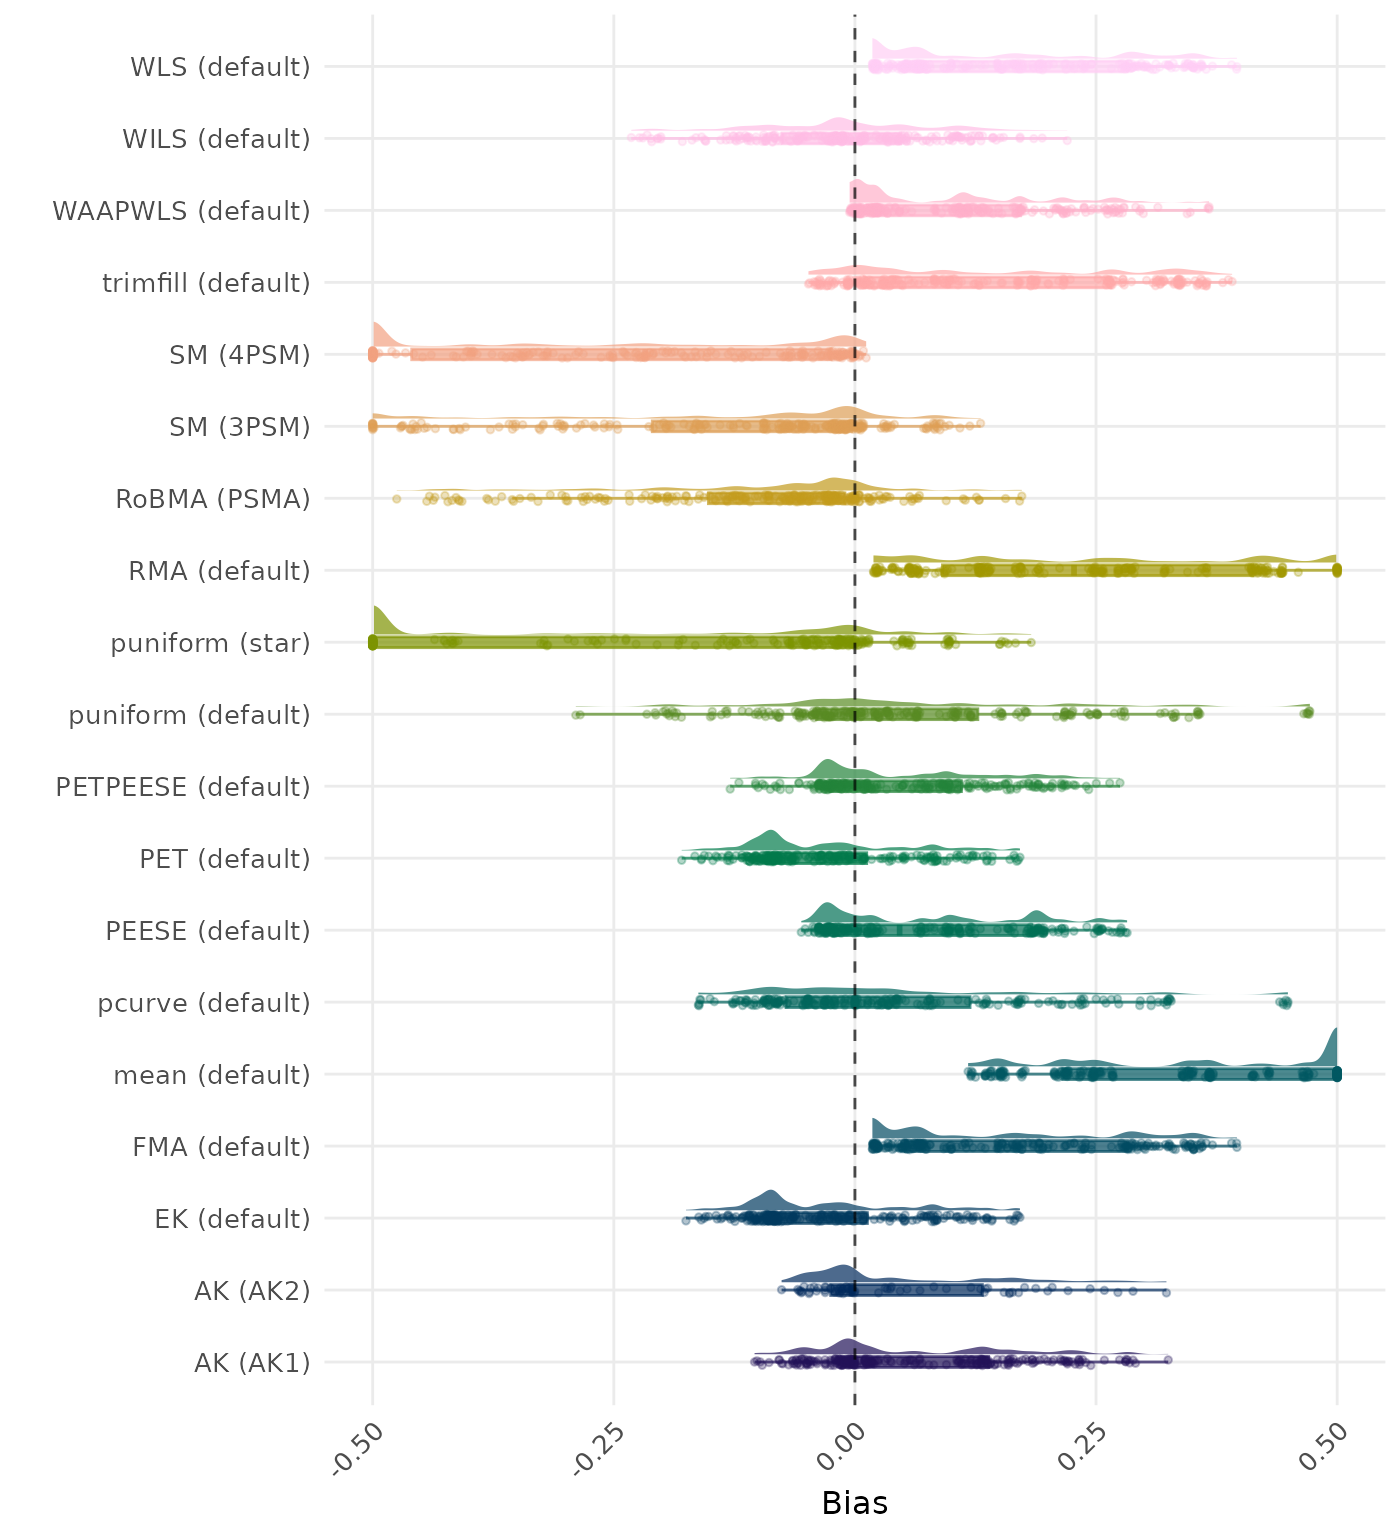 WLS (default)
WILS (default)
WAAPWLS (default)
trimfill (default)
SM (4PSM)
SM (3PSM)
RoBMA (PSMA)
RMA (default)
puniform (star)
puniform (default)
PETPEESE (default)
PET (default)
PEESE (default)
pcurve (default)
mean (default)
FMA (default)
EK (default)
AK (AK2)
AK (AK1)
-0.50
-0.25
0.00
0.25
0.50
Bias